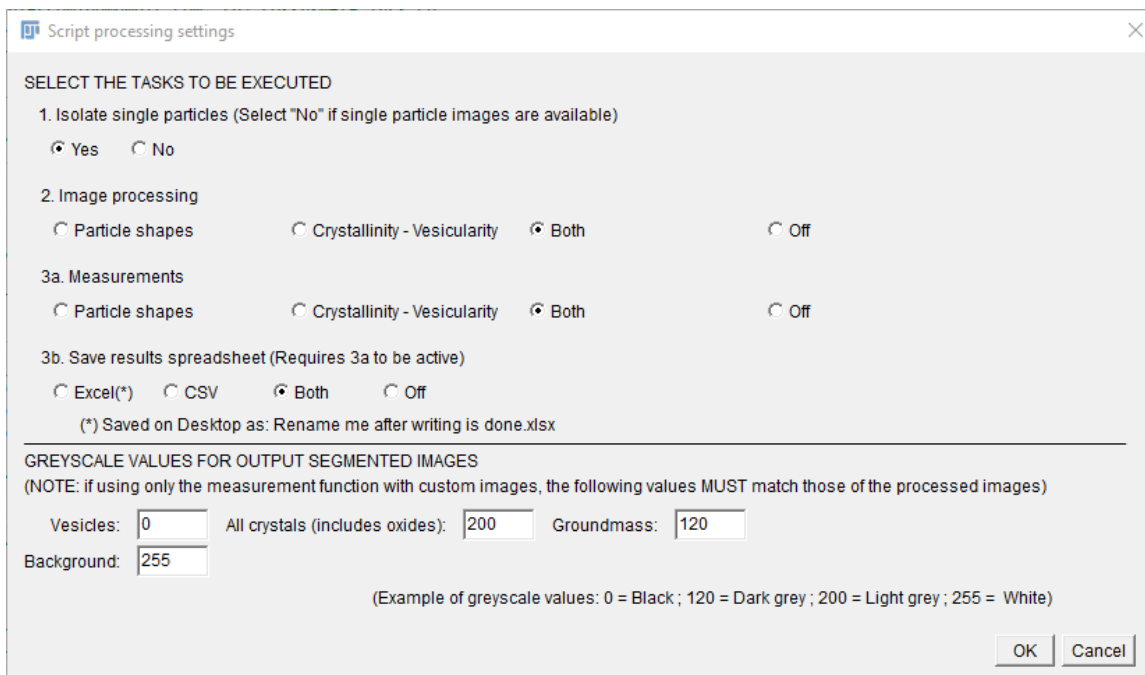 Script processing settings
SELECT THE TASKS TO BE EXECUTED
1. Isolate single particles (Select "No" if single particle images are available)
Yes No
2. Image processing
Particle shapes Crystallinity - Vesicularity Both Off
3a. Measurements
Particle shapes Crystallinity - Vesicularity Both Off
3b. Save results spreadsheet (Requires 3a to be active)
Excel(*) CSV Both Off
(*) Saved on Desktop as: Rename me after writing is done.xlsx
GREYSCALE VALUES FOR OUTPUT SEGMENTED IMAGES
(NOTE: if using only the measurement function with custom images, the following values MUST match those of the processed images)
Vesicles: 0 All crystals (includes oxides): 200 Groundmass: 120
Background: 255
(Example of greyscale values: 0 = Black ; 120 = Dark grey ; 200 = Light grey ; 255 = White)
OK Cancel